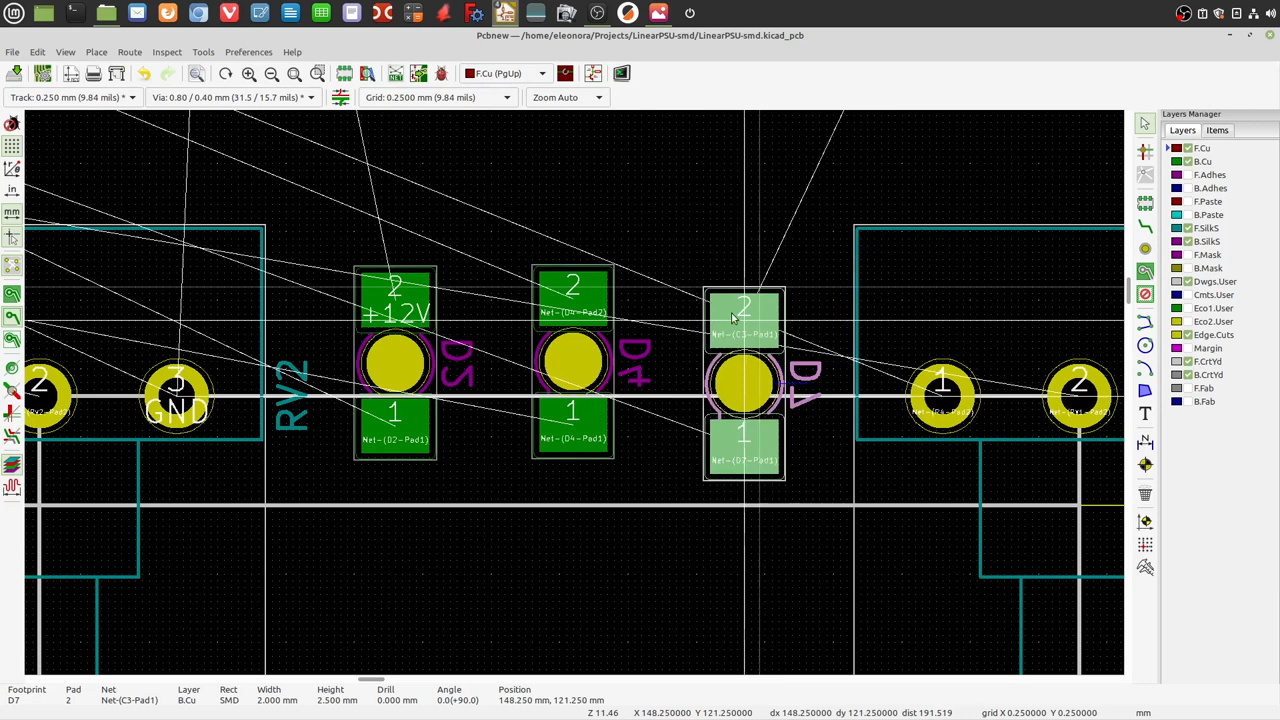 Pcbnew — /home/eleonora/Projects/LinearPSU-smd/LinearPSU-smd.kicad_pcb
File Edit View Place Route Inspect Tools Preferences Help
F.Cu (PgUp)
Track: 0.250 mm (9.84 mils) *
Via: 0.80 / 0.40 mm (31.5 / 15.7 mils) *
Grid: 0.2500 mm (9.84 mils)
Zoom Auto
Layers Manager
Layers Items
F.Cu
B.Cu
F.Adhes
B.Adhes
F.Paste
B.Paste
F.SilkS
B.SilkS
F.Mask
B.Mask
Dwgs.User
Cmts.User
Eco1.User
Eco2.User
Edge.Cuts
Margin
F.CrtYd
B.CrtYd
F.Fab
B.Fab
in
mm
T
2
3
GND
RV2
2
+12V
D2
1
Net-(D2-Pad1)
2
Net-(D4-Pad2)
D4
1
Net-(D4-Pad1)
2
Net-(C3-Pad1)
D7
1
Net-(D7-Pad1)
1
2
Net-(RV1-Pad2)
Footprint Pad Net Layer Rect Width Height Drill Angle Position
D7 2 Net-(C3-Pad1) B.Cu SMD 2.000 mm 2.500 mm 0.000 mm 0.0(+90.0) 148.250 mm, 121.250 mm
Z 11.46 X 148.250000 Y 121.250000 dx 148.250000 dy 121.250000 dist 191.519 grid X 0.250000 Y 0.250000 mm